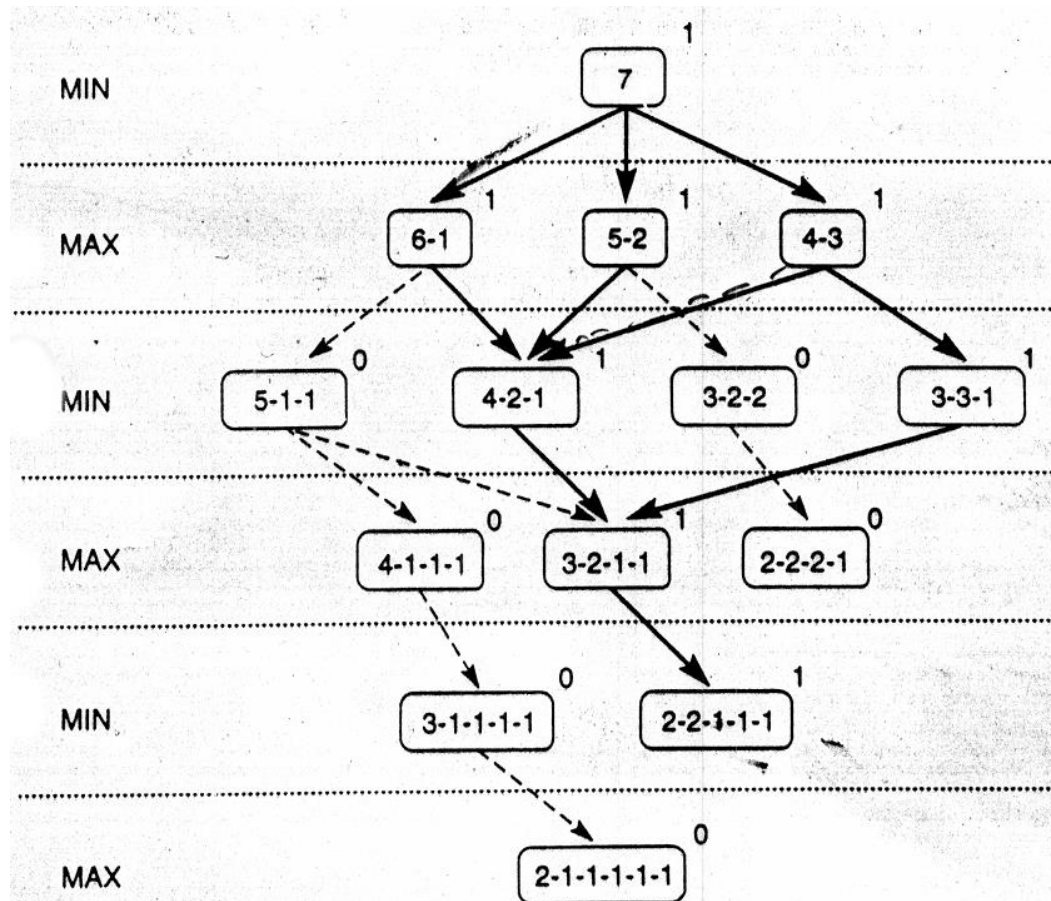 1
MIN 7
1 1 1
MAX 6-1 5-2 4-3
0 1 0 1
MIN 5-1-1 4-2-1 3-2-2 3-3-1
0 1 0
MAX 4-1-1-1 3-2-1-1 2-2-2-1
0 1
MIN 3-1-1-1-1 2-2-1-1-1
0
MAX 2-1-1-1-1-1